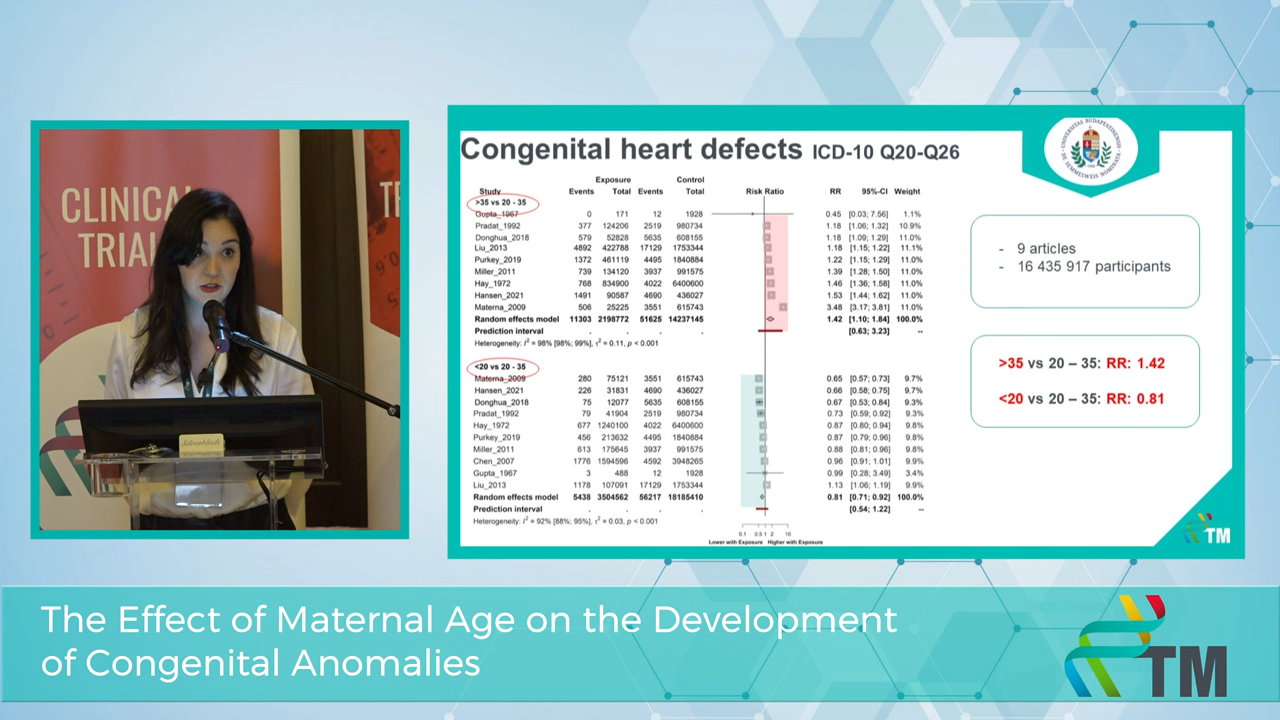 CLINICAL
TRIAL
TR
Silverblack
Congenital heart defects ICD-10 Q20-Q26
Exposure Control
Study Events Total Events Total Risk Ratio RR 95%-CI Weight
>35 vs 20 - 35
Gupta_1967 0 171 12 1928 0.45 [0.03; 7.56] 1.1%
Pradat_1992 377 124206 2519 980734 1.18 [1.06; 1.32] 10.9%
Donghua_2018 579 52828 5635 608155 1.18 [1.09; 1.29] 11.0%
Liu_2013 4892 422788 17129 1753344 1.18 [1.15; 1.22] 11.1%
Purkey_2019 1372 461119 4495 1840884 1.22 [1.15; 1.29] 11.0%
Miller_2011 739 134120 3937 991575 1.39 [1.28; 1.50] 11.0%
Hay_1972 768 834900 4022 6400600 1.46 [1.36; 1.58] 11.0%
Hansen_2021 1491 90587 4690 436027 1.53 [1.44; 1.62] 11.0%
Materna_2009 506 25225 3551 615743 3.48 [3.17; 3.81] 11.0%
Random effects model 11303 2198772 51625 14237145 1.42 [1.10; 1.84] 100.0%
Prediction interval . . . . [0.63; 3.23] --
Heterogeneity: I² = 98% [98%; 99%], τ² = 0.11, p < 0.001
<20 vs 20 - 35
Materna_2009 280 75121 3551 615743 0.65 [0.57; 0.73] 9.7%
Hansen_2021 226 31831 4690 436027 0.66 [0.58; 0.75] 9.7%
Donghua_2018 75 12077 5635 608155 0.67 [0.53; 0.84] 9.3%
Pradat_1992 79 41904 2519 980734 0.73 [0.59; 0.92] 9.3%
Hay_1972 677 1240100 4022 6400600 0.87 [0.80; 0.94] 9.8%
Purkey_2019 456 213632 4495 1840884 0.87 [0.79; 0.96] 9.8%
Miller_2011 613 175645 3937 991575 0.88 [0.81; 0.96] 9.8%
Chen_2007 1776 1594596 4592 3948265 0.96 [0.91; 1.01] 9.9%
Gupta_1967 3 488 12 1928 0.99 [0.28; 3.49] 3.4%
Liu_2013 1178 107091 17129 1753344 1.13 [1.06; 1.19] 9.9%
Random effects model 5438 3504562 56217 18185410 0.81 [0.71; 0.92] 100.0%
Prediction interval . . . . [0.54; 1.22] --
Heterogeneity: I² = 92% [88%; 95%], τ² = 0.03, p < 0.001
0.1 0.5 1 2 10
Lower with Exposure Higher with Exposure
- 9 articles
- 16 435 917 participants
>35 vs 20 – 35: RR: 1.42
<20 vs 20 – 35: RR: 0.81
TM
The Effect of Maternal Age on the Development
of Congenital Anomalies
TM